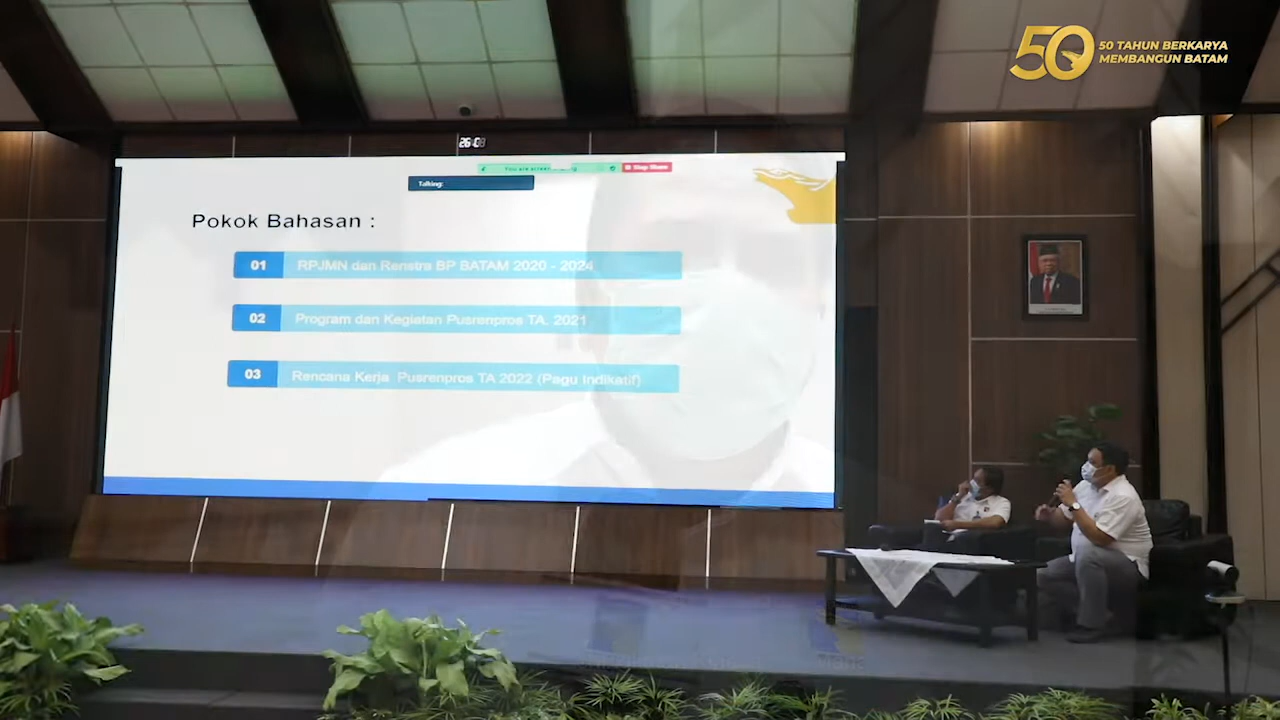 50
50 TAHUN BERKARYA
MEMBANGUN BATAM
Stop Share
Talking:
Pokok Bahasan :
01 RPJMN dan Renstra BP BATAM 2020 - 2024
02 Program dan Kegiatan Pusrenpros TA. 2021
03 Rencana Kerja Pusrenpros TA 2022 (Pagu Indikatif)